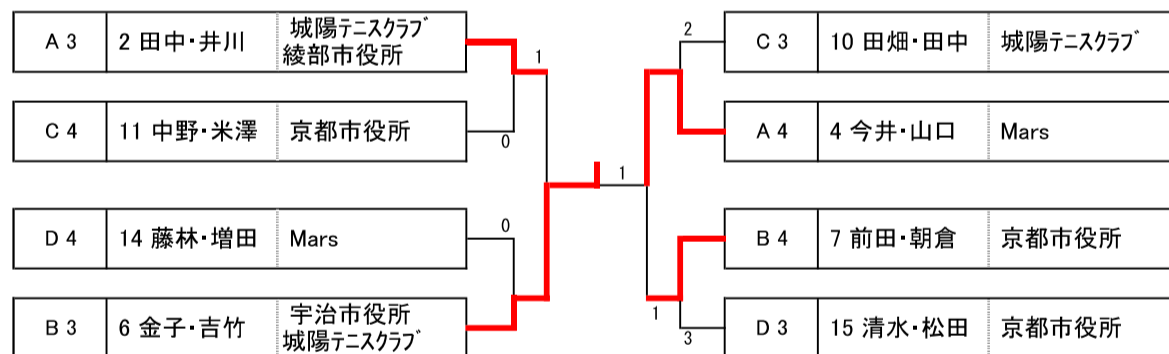 A 3 2 田中・井川 城陽テニスクラブ
綾部市役所
1
C 4 11 中野・米澤 京都市役所
0
D 4 14 藤林・増田 Mars
0
B 3 6 金子・吉竹 宇治市役所
城陽テニスクラブ
1
2
C 3 10 田畑・田中 城陽テニスクラブ
A 4 4 今井・山口 Mars
B 4 7 前田・朝倉 京都市役所
1
3
D 3 15 清水・松田 京都市役所